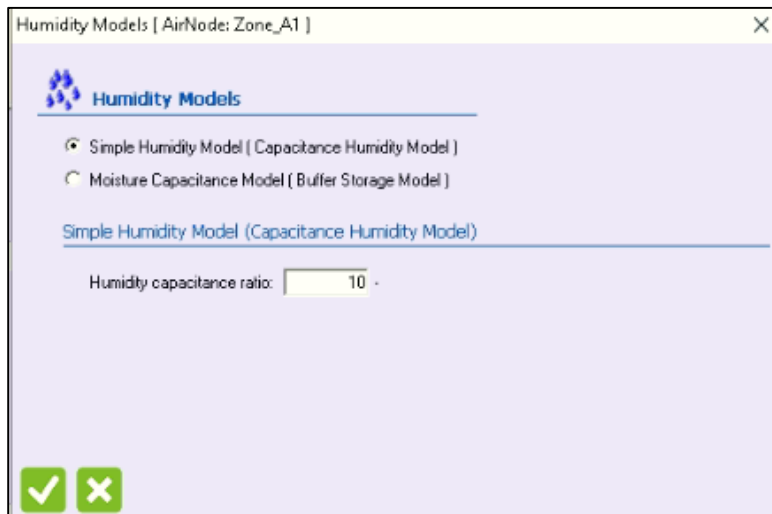 Humidity Models [ AirNode: Zone_A1 ]
Humidity Models
Simple Humidity Model ( Capacitance Humidity Model )
Moisture Capacitance Model ( Buffer Storage Model )
Simple Humidity Model (Capacitance Humidity Model)
Humidity capacitance ratio: 10 -